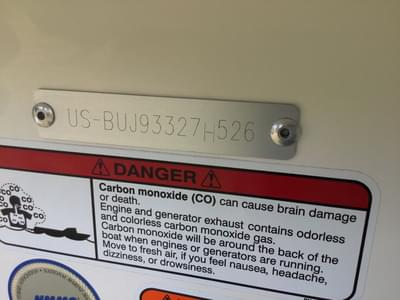 US-BUJ93327H526
DANGER
Carbon monoxide (CO) can cause brain damage
or death.
Engine and generator exhaust contains odorless
and colorless carbon monoxide gas.
Carbon monoxide will be around the back of the
boat when engines or generators are running.
Move to fresh air, if you feel nausea, headache,
dizziness, or drowsiness.
NMMA